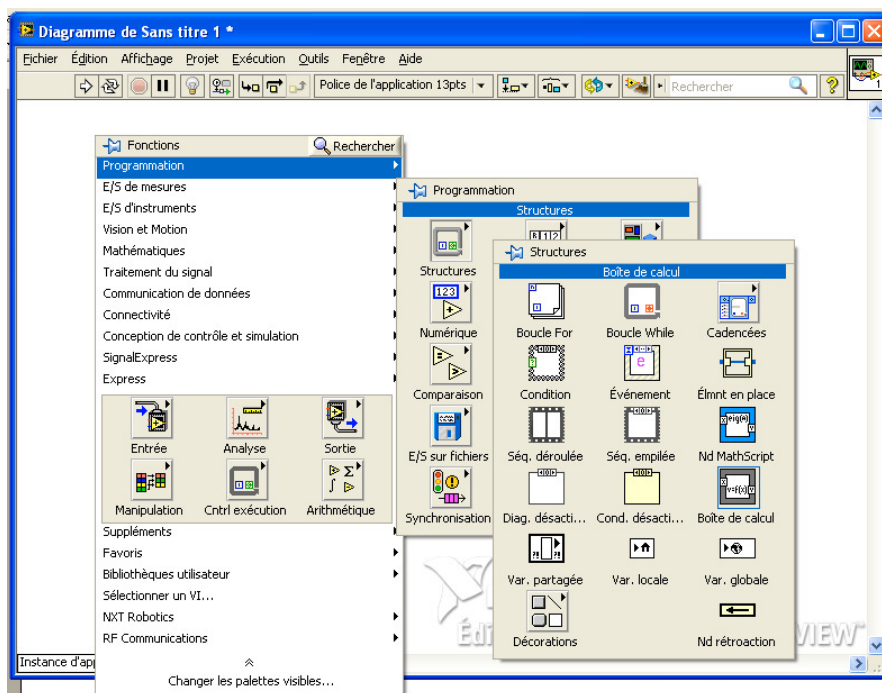 Diagramme de Sans titre 1 *
Fichier Édition Affichage Projet Exécution Outils Fenêtre Aide
Police de l'application 13pts Rechercher
1
Fonctions Rechercher
Programmation
E/S de mesures
E/S d'instruments
Vision et Motion
Mathématiques
Traitement du signal
Communication de données
Connectivité
Conception de contrôle et simulation
SignalExpress
Express
Entrée Analyse Sortie
Manipulation Cntrl exécution Arithmétique
Suppléments
Favoris
Bibliothèques utilisateur
Sélectionner un VI...
NXT Robotics
RF Communications
Changer les palettes visibles...
Programmation
Structures
Structures
Numérique
123
Comparaison
E/S sur fichiers
Synchronisation
Structures
Boîte de calcul
Boucle For Boucle While Cadencées
Condition Événement Élmnt en place
Séq. déroulée Séq. empilée Nd MathScript
eig(A)
Diag. désacti... Cond. désacti... Boîte de calcul
v=f(x)
Var. partagée Var. locale Var. globale
Décorations Nd rétroaction